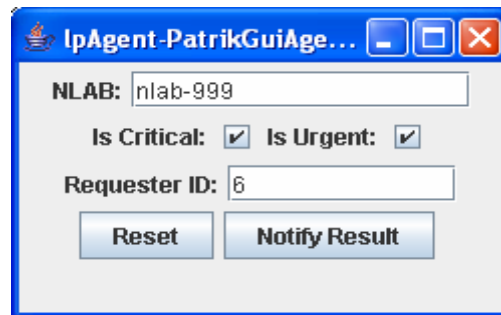 IpAgent-PatrikGuiAge...
NLAB: nlab-999
Is Critical: Is Urgent:
Requester ID: 6
Reset Notify Result